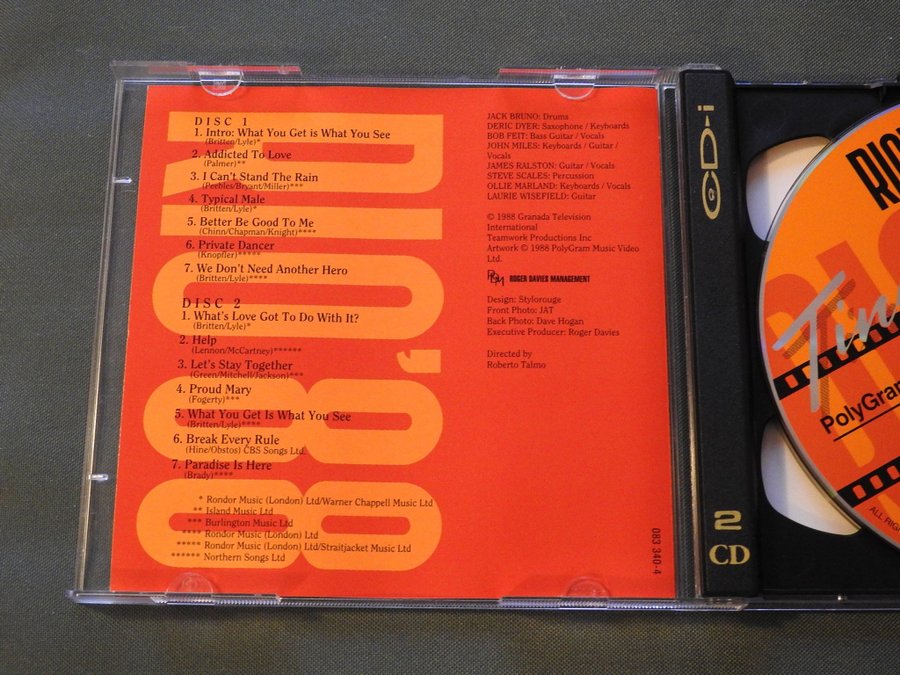 DISC 1
1. Intro: What You Get is What You See
(Britten/Lyle)*
2. Addicted To Love
(Palmer)**
3. I Can't Stand The Rain
(Peebles/Bryant/Miller)***
4. Typical Male
(Britten/Lyle)*
5. Better Be Good To Me
(Chinn/Chapman/Knight)****
6. Private Dancer
(Knopfler)*****
7. We Don't Need Another Hero
(Britten/Lyle)****
DISC 2
1. What's Love Got To Do With It?
(Britten/Lyle)*
2. Help
(Lennon/McCartney)******
3. Let's Stay Together
(Green/Mitchell/Jackson)***
4. Proud Mary
(Fogerty)***
5. What You Get Is What You See
(Britten/Lyle)****
6. Break Every Rule
(Hine/Obstos) CBS Songs Ltd.
7. Paradise Is Here
(Brady)****
* Rondor Music (London) Ltd/Warner Chappell Music Ltd
** Island Music Ltd
*** Burlington Music Ltd
**** Rondor Music (London) Ltd
***** Rondor Music (London) Ltd/Straitjacket Music Ltd
****** Northern Songs Ltd
RIO,'88
JACK BRUNO: Drums
DERIC DYER: Saxophone / Keyboards
BOB FEIT: Bass Guitar / Vocals
JOHN MILES: Keyboards / Guitar /
Vocals
JAMES RALSTON: Guitar / Vocals
STEVE SCALES: Percussion
OLLIE MARLAND: Keyboards / Vocals
LAURIE WISEFIELD: Guitar
© 1988 Granada Television
International
Teamwork Productions Inc
Artwork © 1988 PolyGram Music Video
Ltd.
RDM ROGER DAVIES MANAGEMENT
Design: Stylorouge
Front Photo: JAT
Back Photo: Dave Hogan
Executive Producer: Roger Davies
Directed by
Roberto Talmo
083 340-4
CD-i
2
CD
RIO
Tin
PolyGra
ALL RIG